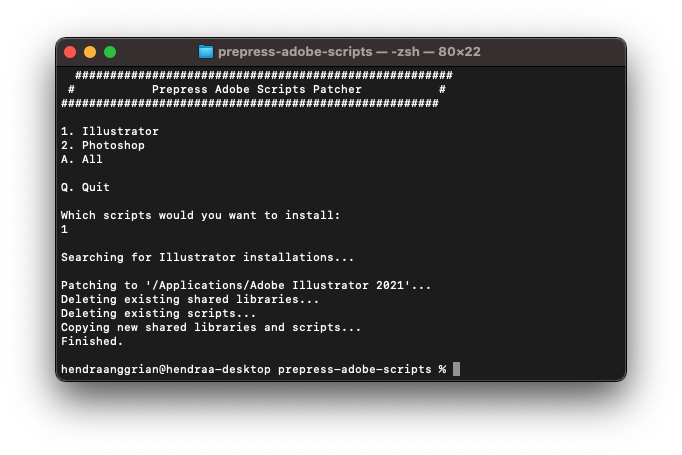 prepress-adobe-scripts — -zsh — 80×22
######################################################
# Prepress Adobe Scripts Patcher #
######################################################
1. Illustrator
2. Photoshop
A. All
Q. Quit
Which scripts would you want to install:
1
Searching for Illustrator installations...
Patching to '/Applications/Adobe Illustrator 2021'...
Deleting existing shared libraries...
Deleting existing scripts...
Copying new shared libraries and scripts...
Finished.
hendraanggrian@hendraa-desktop prepress-adobe-scripts %